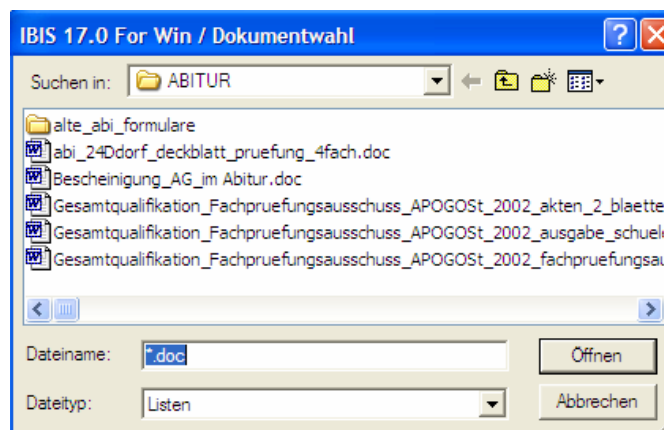 IBIS 17.0 For Win / Dokumentwahl
Suchen in: ABITUR
alte_abi_formulare
abi_24Ddorf_deckblatt_pruefung_4fach.doc
Bescheinigung_AG_im Abitur.doc
Gesamtqualifikation_Fachpruefungsausschuss_APOGOSt_2002_akten_2_blaette
Gesamtqualifikation_Fachpruefungsausschuss_APOGOSt_2002_ausgabe_schuel
Gesamtqualifikation_Fachpruefungsausschuss_APOGOSt_2002_fachpruefungsau
Dateiname: *.doc Öffnen
Dateityp: Listen Abbrechen